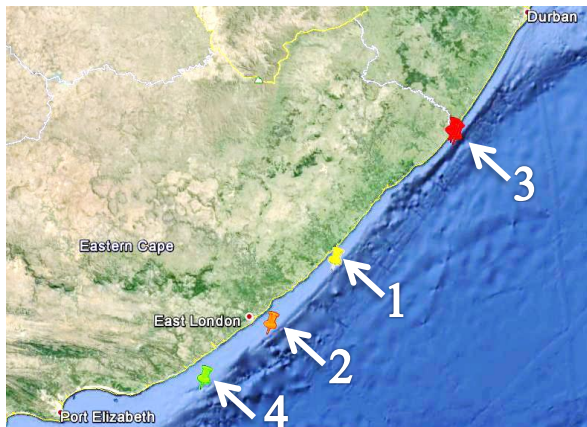 Durban
3
Eastern Cape
1
East London
2
4
Port Elizabeth